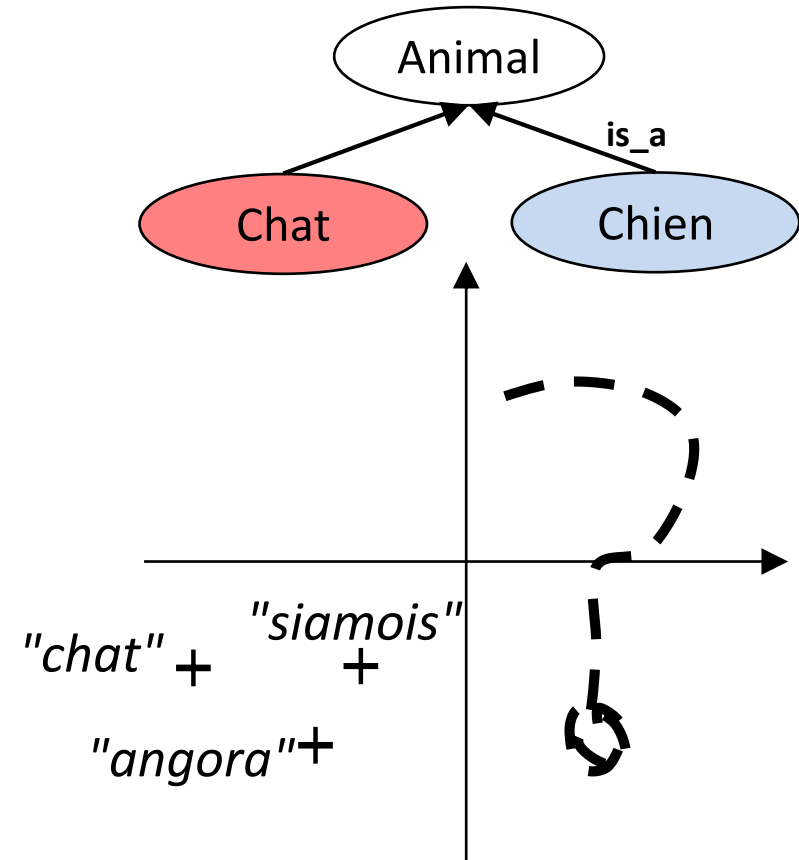 Animal
is_a
Chat
Chien
"siamois"
"chat"
"angora"